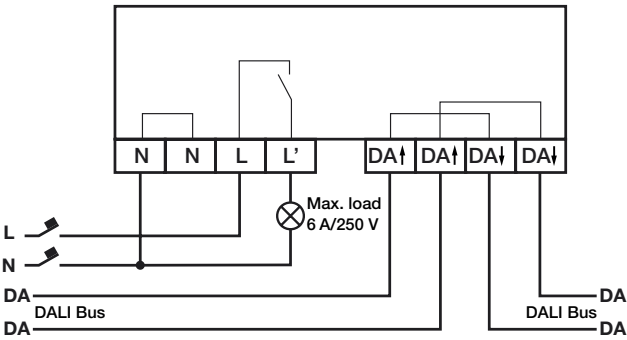 N N L L’ DA↑ DA↑ DA↓ DA↓
Max. load
6 A/250 V
L
N
DA DA
DALI Bus DALI Bus
DA DA